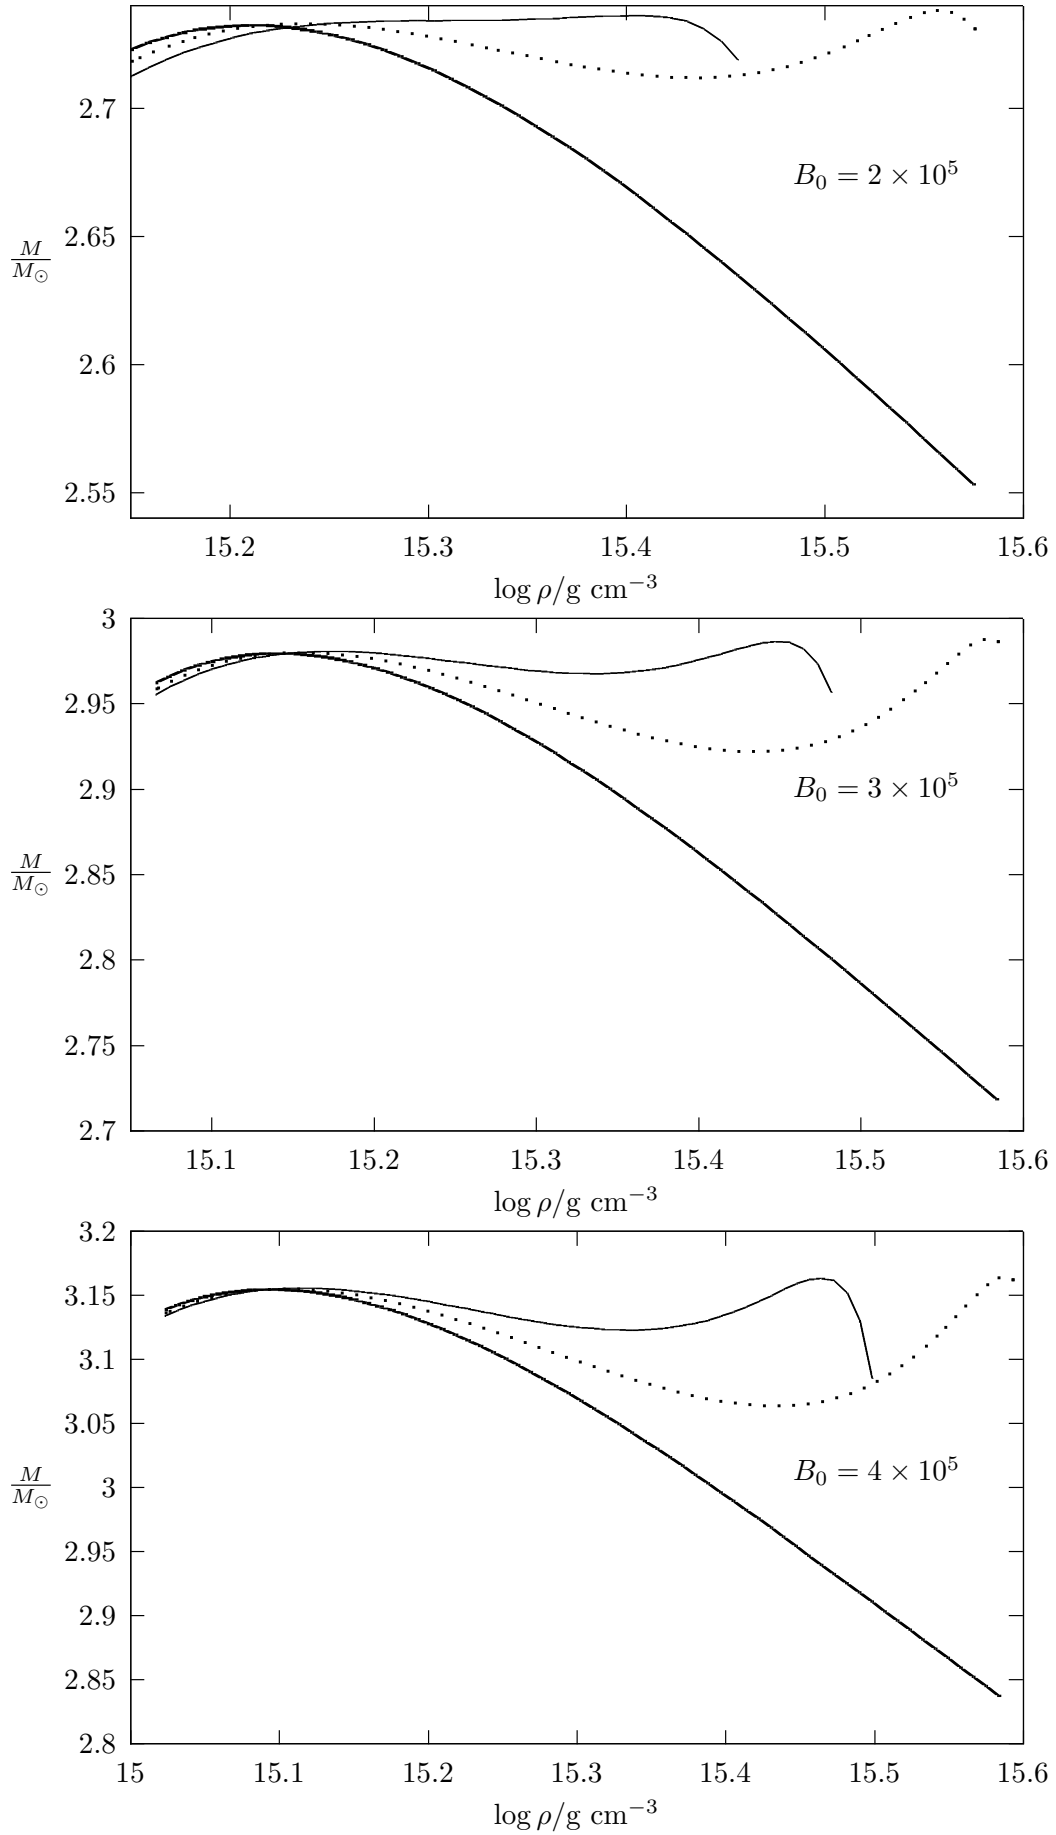 2.7
B₀ = 2 × 10⁵
2.65
M/M☉
2.6
2.55
15.2 15.3 15.4 15.5 15.6
log ρ/g cm⁻³
3
2.95
2.9
B₀ = 3 × 10⁵
M/M☉
2.85
2.8
2.75
2.7
15.1 15.2 15.3 15.4 15.5 15.6
log ρ/g cm⁻³
3.2
3.15
3.1
3.05
B₀ = 4 × 10⁵
M/M☉
3
2.95
2.9
2.85
2.8
15 15.1 15.2 15.3 15.4 15.5 15.6
log ρ/g cm⁻³